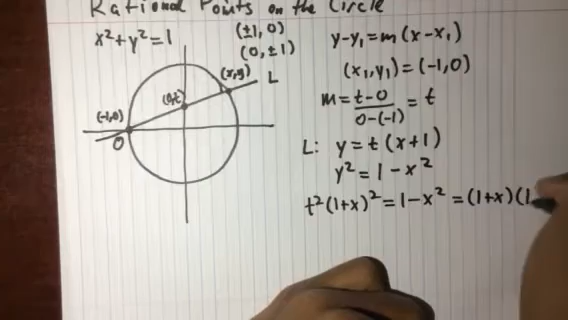 Rational Points on the Circle
x²+y²=1
(±1,0)
(0,±1)
(x,y)
L
(0,t)
(-1,0)
O
y-y₁=m(x-x₁)
(x₁,y₁)=(-1,0)
m=t-0/0-(-1)=t
L: y=t(x+1)
y²=1-x²
t²(1+x)²=1-x²=(1+x)(1